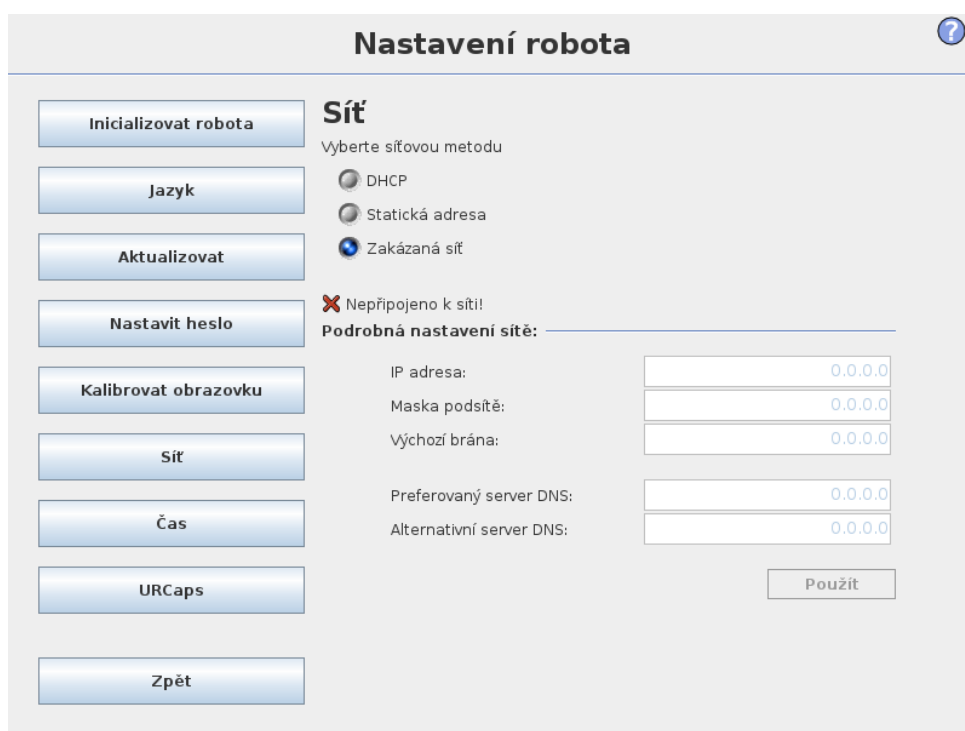 Nastavení robota
?
Inicializovat robota
Jazyk
Aktualizovat
Nastavit heslo
Kalibrovat obrazovku
Síť
Čas
URCaps
Zpět
Síť
Vyberte síťovou metodu
DHCP
Statická adresa
Zakázaná síť
Nepřipojeno k síti!
Podrobná nastavení sítě:
IP adresa: 0.0.0.0
Maska podsítě: 0.0.0.0
Výchozí brána: 0.0.0.0
Preferovaný server DNS: 0.0.0.0
Alternativní server DNS: 0.0.0.0
Použít